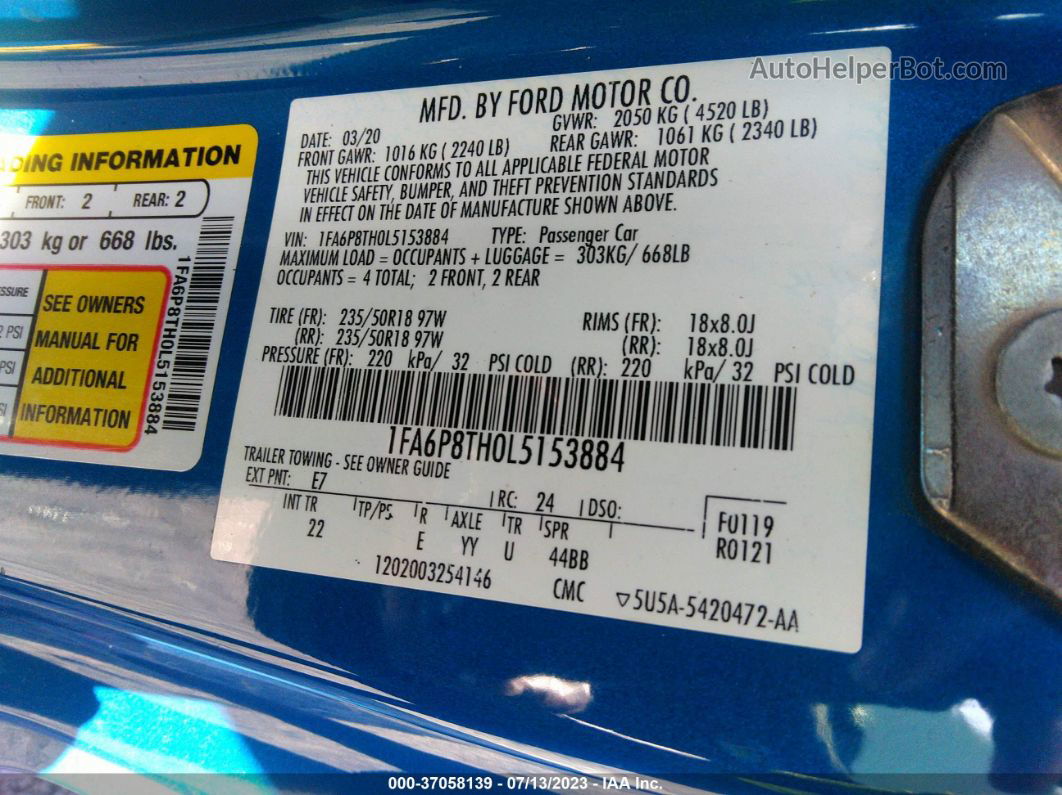 AutoHelperBot.com
MFD. BY FORD MOTOR CO.
DATE: 03/20 GVWR: 2050 KG ( 4520 LB)
FRONT GAWR: 1016 KG ( 2240 LB) REAR GAWR: 1061 KG ( 2340 LB)
THIS VEHICLE CONFORMS TO ALL APPLICABLE FEDERAL MOTOR
VEHICLE SAFETY, BUMPER, AND THEFT PREVENTION STANDARDS
IN EFFECT ON THE DATE OF MANUFACTURE SHOWN ABOVE.
VIN: 1FA6P8TH0L5153884 TYPE: Passenger Car
MAXIMUM LOAD = OCCUPANTS + LUGGAGE = 303KG/ 668LB
OCCUPANTS = 4 TOTAL; 2 FRONT, 2 REAR
TIRE (FR): 235/50R18 97W RIMS (FR): 18x8.0J
(RR): 235/50R18 97W (RR): 18x8.0J
PRESSURE (FR): 220 kPa/ 32 PSI COLD (RR): 220 kPa/ 32 PSI COLD
1FA6P8TH0L5153884
TRAILER TOWING - SEE OWNER GUIDE
EXT PNT: E7 RC: 24 DSO:
INT TR TP/PS R AXLE TR SPR
22 E YY U 44BB
F0119
R0121
1202003254146 CMC ▽5U5A-5420472-AA
ADING INFORMATION
FRONT: 2 REAR: 2
303 kg or 668 lbs.
SSURE
2 PSI
PSI
SI
SEE OWNERS
MANUAL FOR
ADDITIONAL
INFORMATION
1FA6P8TH0L5153884
000-37058139 - 07/13/2023 - IAA Inc.